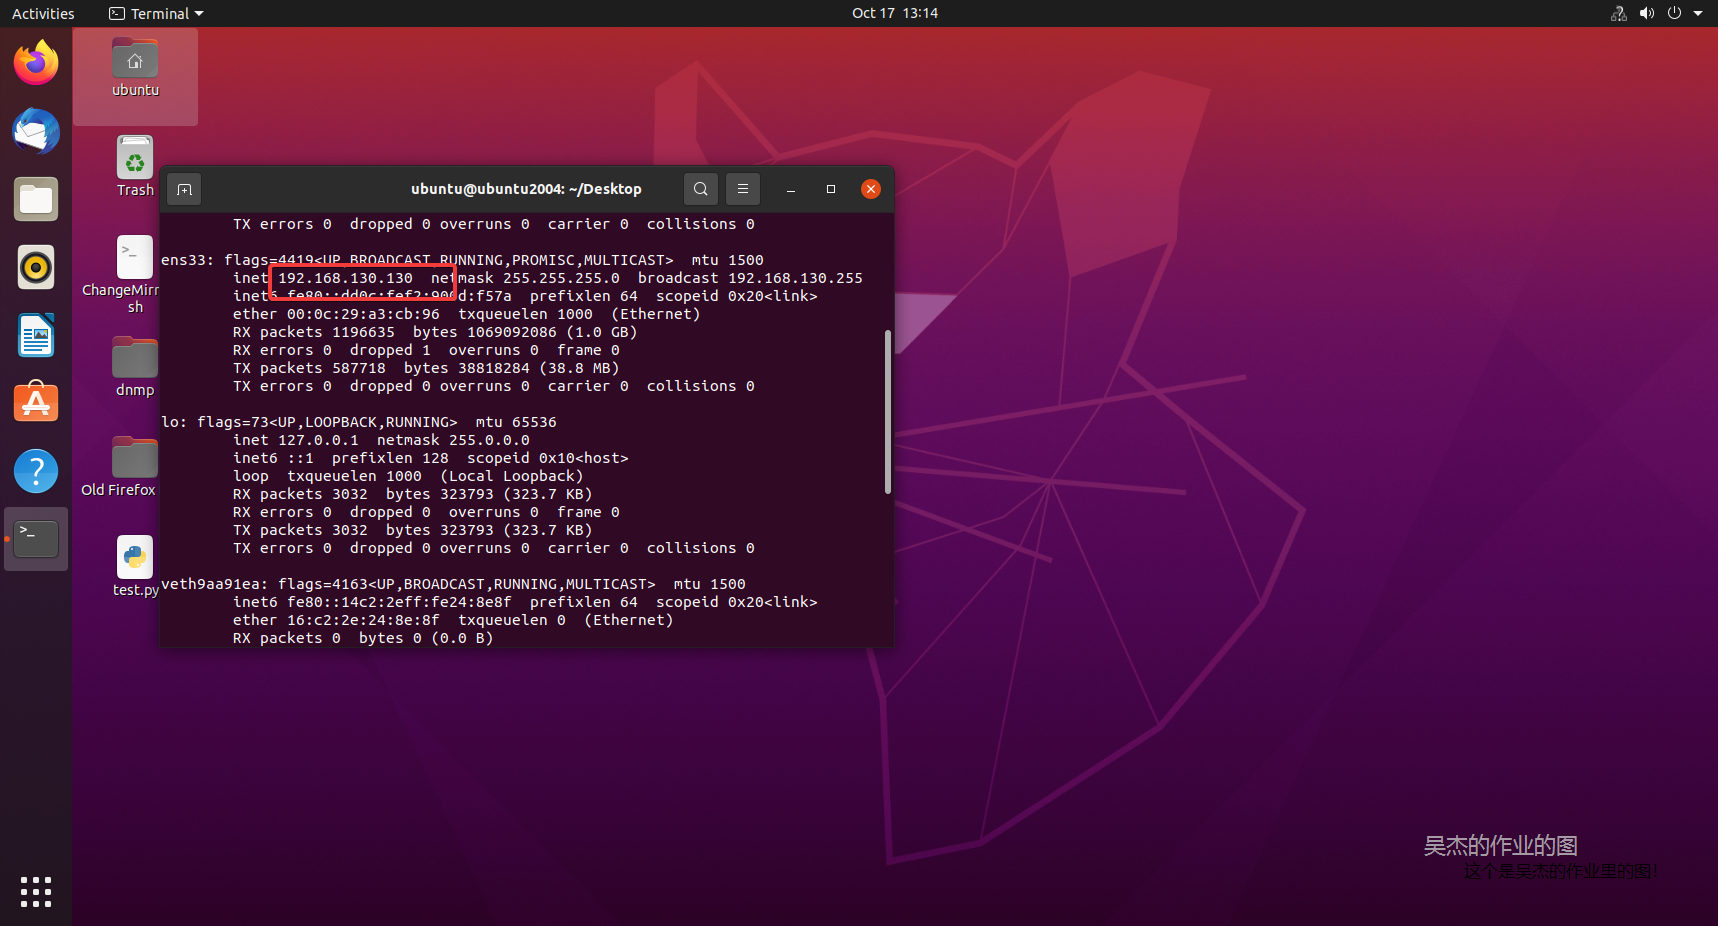 Activities
Terminal
Oct 17 13:14
ubuntu
Trash
ChangeMirr
sh
dnmp
Old Firefox
test.py
ubuntu@ubuntu2004: ~/Desktop
TX errors 0 dropped 0 overruns 0 carrier 0 collisions 0
ens33: flags=4419<UP,BROADCAST,RUNNING,PROMISC,MULTICAST> mtu 1500
inet 192.168.130.130 netmask 255.255.255.0 broadcast 192.168.130.255
inet6 fe80::dd0c:fef2:900d:f57a prefixlen 64 scopeid 0x20<link>
ether 00:0c:29:a3:cb:96 txqueuelen 1000 (Ethernet)
RX packets 1196635 bytes 1069092086 (1.0 GB)
RX errors 0 dropped 1 overruns 0 frame 0
TX packets 587718 bytes 38818284 (38.8 MB)
TX errors 0 dropped 0 overruns 0 carrier 0 collisions 0
lo: flags=73<UP,LOOPBACK,RUNNING> mtu 65536
inet 127.0.0.1 netmask 255.0.0.0
inet6 ::1 prefixlen 128 scopeid 0x10<host>
loop txqueuelen 1000 (Local Loopback)
RX packets 3032 bytes 323793 (323.7 KB)
RX errors 0 dropped 0 overruns 0 frame 0
TX packets 3032 bytes 323793 (323.7 KB)
TX errors 0 dropped 0 overruns 0 carrier 0 collisions 0
veth9aa91ea: flags=4163<UP,BROADCAST,RUNNING,MULTICAST> mtu 1500
inet6 fe80::14c2:2eff:fe24:8e8f prefixlen 64 scopeid 0x20<link>
ether 16:c2:2e:24:8e:8f txqueuelen 0 (Ethernet)
RX packets 0 bytes 0 (0.0 B)
吴杰的作业的图
这个是吴杰的作业里的图!